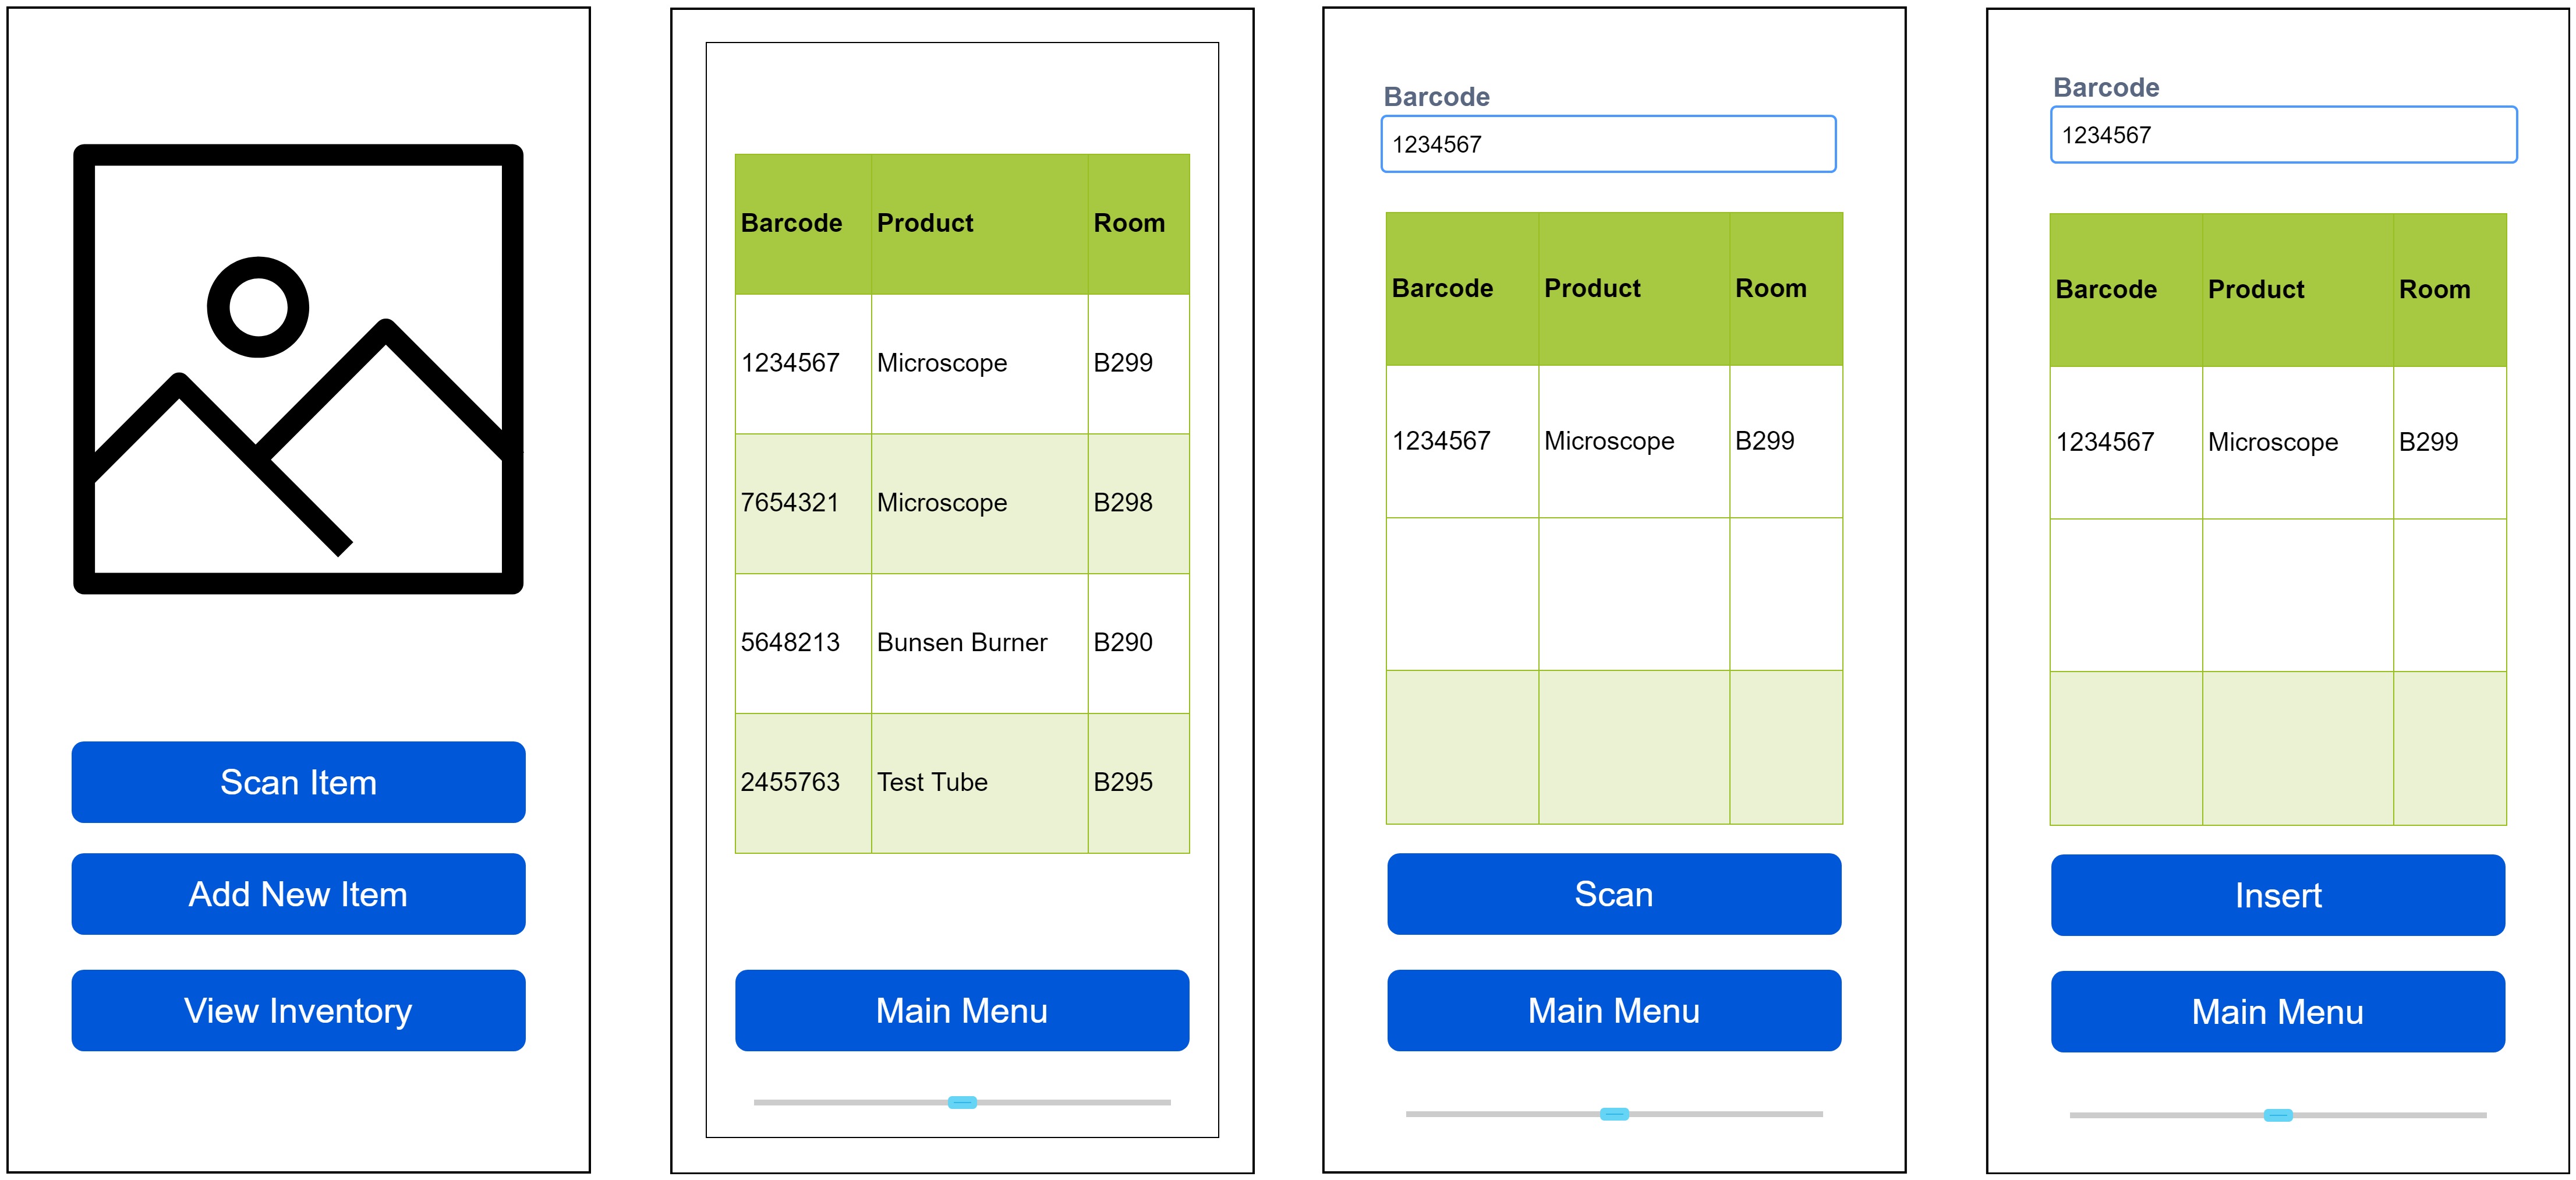 Scan Item
Add New Item
View Inventory
Barcode Product Room
1234567 Microscope B299
7654321 Microscope B298
5648213 Bunsen Burner B290
2455763 Test Tube B295
Main Menu
Barcode
1234567
Barcode Product Room
1234567 Microscope B299
Scan
Main Menu
Barcode
1234567
Barcode Product Room
1234567 Microscope B299
Insert
Main Menu